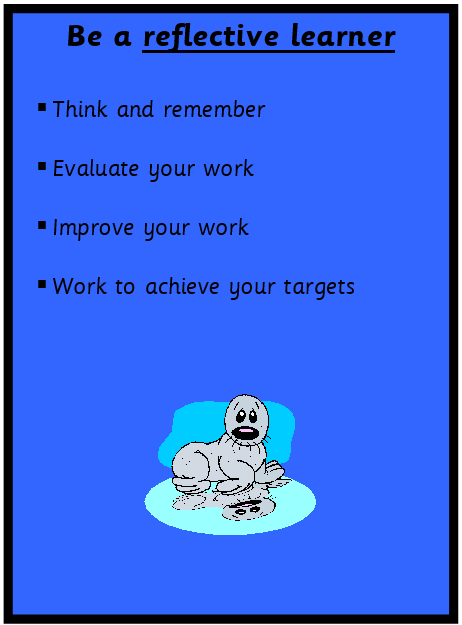 Be a reflective learner
▪ Think and remember
▪ Evaluate your work
▪ Improve your work
▪ Work to achieve your targets